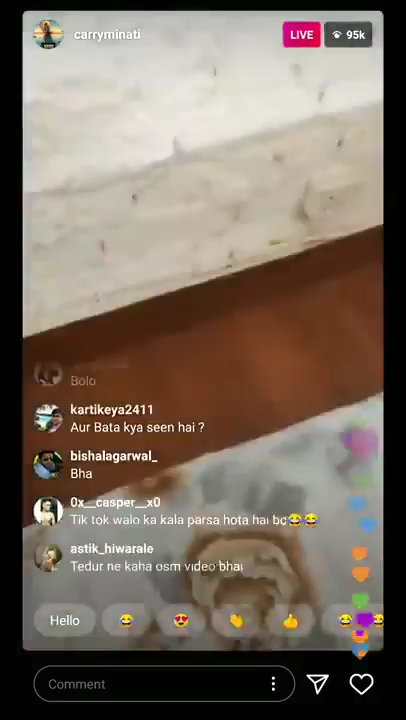 carryminati
LIVE
95k
Bolo
kartikeya2411
Aur Bata kya seen hai ?
bishalagarwal_
Bha
0x__casper__x0
Tik tok walo ka kala parsa hota hai bc😂😂
astik_hiwarale
Tedur ne kaha osm video bhai
Hello
Comment